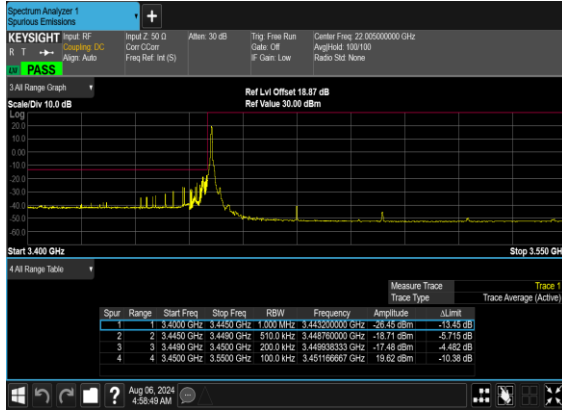 Spectrum Analyzer 1
Spurious Emissions
+
KEYSIGHT Input: RF Input Z: 50 Ω Atten: 30 dB Trig: Free Run Center Freq: 22.005000000 GHz
R T Coupling: DC Corr CCorr Gate: Off Avg|Hold: 100/100
Align: Auto Freq Ref: Int (S) IF Gain: Low Radio Std: None
PASS
3 All Range Graph
Ref Lvl Offset 18.87 dB
Scale/Div 10.0 dB Ref Value 30.00 dBm
Log
20.0
10.0
0.00
-10.0
-20.0
-30.0
-40.0
-50.0
-60.0
Start 3.400 GHz Stop 3.550 GH
4 All Range Table
Measure Trace Trace 1
Trace Type Trace Average (Active)
Spur Range Start Freq Stop Freq RBW Frequency Amplitude ΔLimit
1 1 3.4000 GHz 3.4450 GHz 1.000 MHz 3.443200000 GHz -26.45 dBm -13.45 dB
2 2 3.4450 GHz 3.4490 GHz 510.0 kHz 3.448760000 GHz -18.71 dBm -5.715 dB
3 3 3.4490 GHz 3.4500 GHz 200.0 kHz 3.449938333 GHz -17.48 dBm -4.482 dB
4 4 3.4500 GHz 3.5500 GHz 100.0 kHz 3.451166667 GHz 19.62 dBm -10.38 dB
? Aug 06, 2024
4:58:49 AM